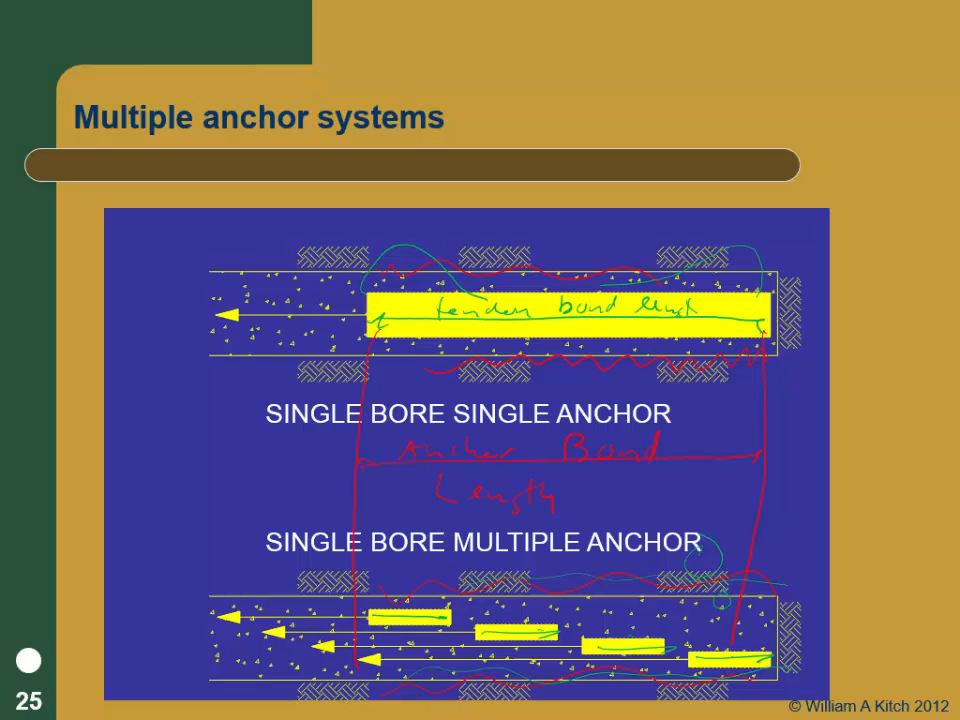 Multiple anchor systems
tendon bond length
SINGLE BORE SINGLE ANCHOR
Anchor Bond
Length
SINGLE BORE MULTIPLE ANCHOR
25
© William A Kitch 2012